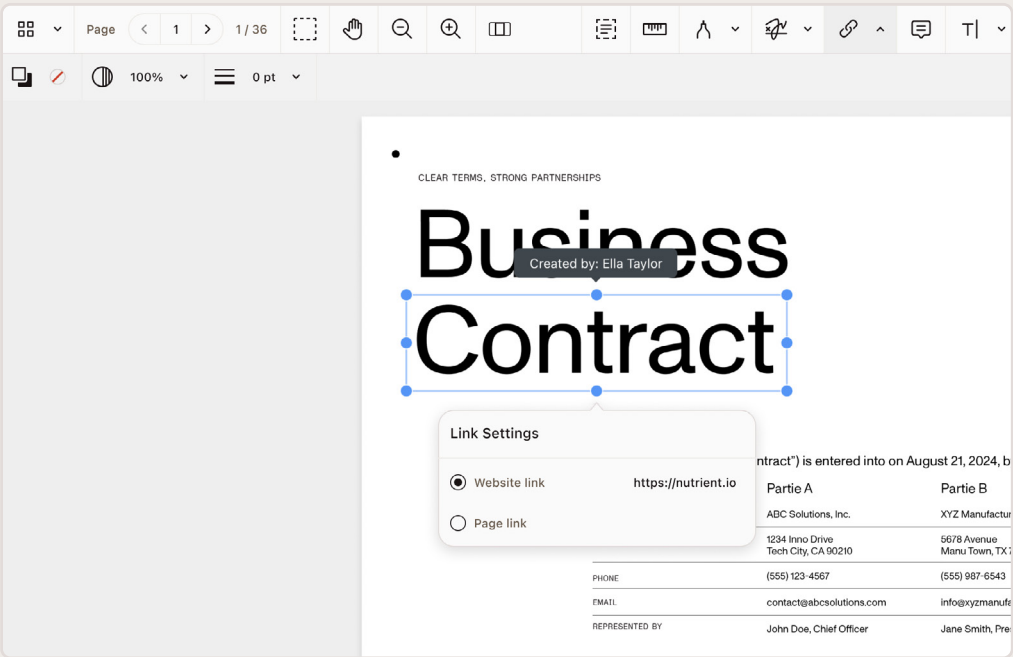 Page 1 1 / 36
100% 0 pt
CLEAR TERMS, STRONG PARTNERSHIPS
Business
Created by: Ella Taylor
Contract
Link Settings
Website link https://nutrient.io
Page link
ntract") is entered into on August 21, 2024, b
Partie A Partie B
ABC Solutions, Inc. XYZ Manufactur
1234 Inno Drive 5678 Avenue
Tech City, CA 90210 Manu Town, TX
PHONE (555) 123-4567 (555) 987-6543
EMAIL contact@abcsolutions.com info@xyzmanufa
REPRESENTED BY John Doe, Chief Officer Jane Smith, Pre